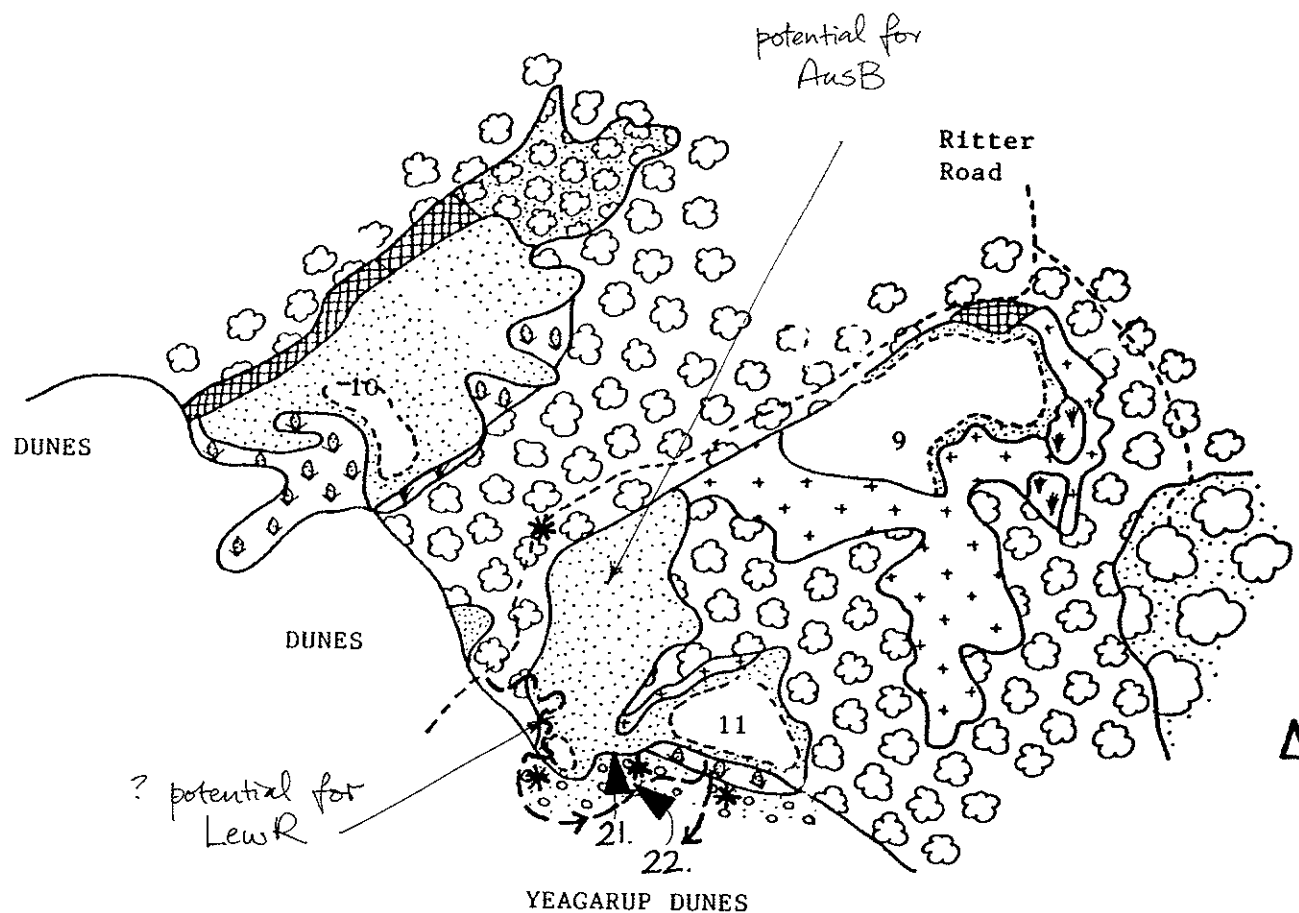 potential for
AusB
Ritter
Road
10
DUNES
9
DUNES
11
? potential for
LewR
21.
22.
YEAGARUP DUNES